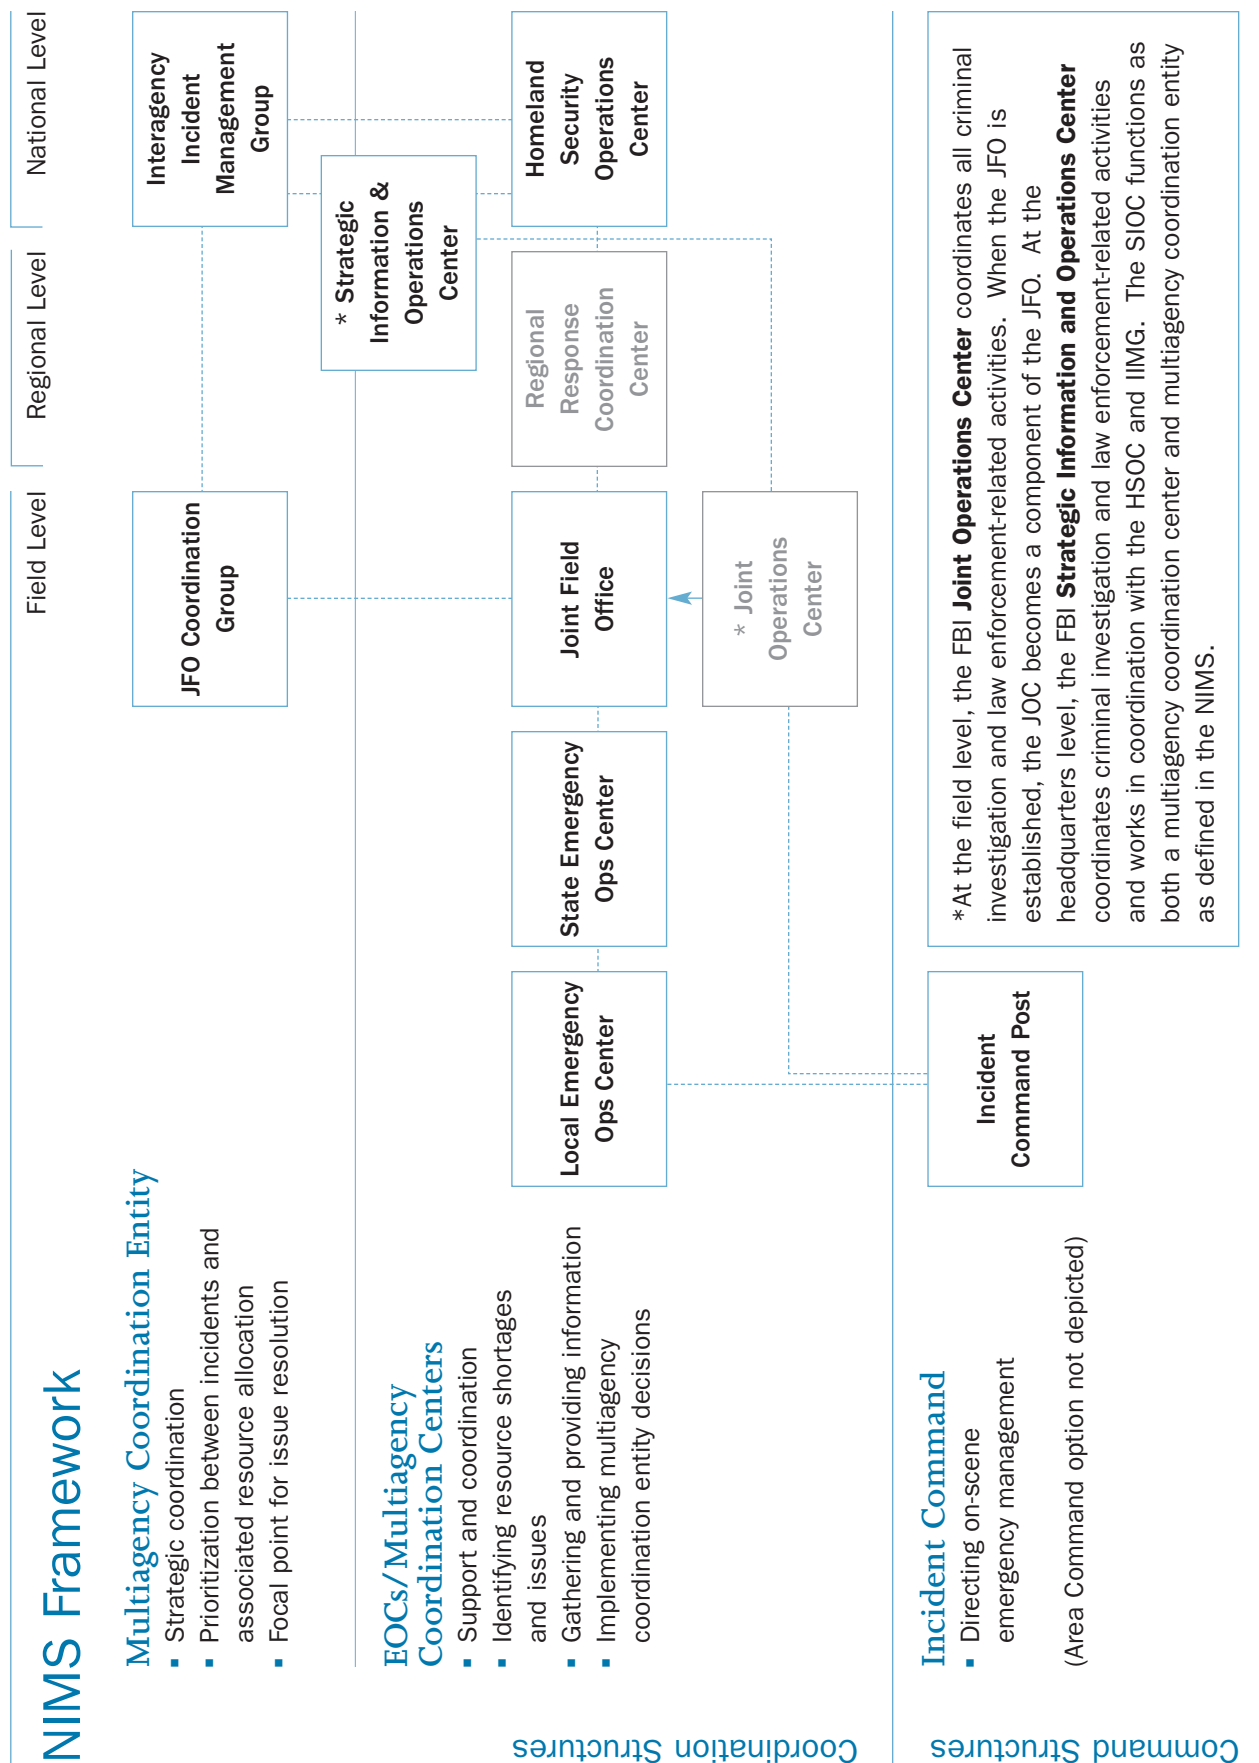 NIMS Framework
Field Level
Regional Level
National Level
Coordination Structures
Multiagency Coordination Entity
▪ Strategic coordination
▪ Prioritization between incidents and
associated resource allocation
▪ Focal point for issue resolution
JFO Coordination
Group
Interagency
Incident
Management
Group
EOCs/Multiagency
Coordination Centers
▪ Support and coordination
▪ Identifying resource shortages
and issues
▪ Gathering and providing information
▪ Implementing multiagency
coordination entity decisions
* Strategic
Information &
Operations
Center
Local Emergency
Ops Center
State Emergency
Ops Center
Joint Field
Office
Regional
Response
Coordination
Center
Homeland
Security
Operations
Center
* Joint
Operations
Center
Command Structures
Incident Command
▪ Directing on-scene
emergency management
(Area Command option not depicted)
Incident
Command Post
*At the field level, the FBI Joint Operations Center coordinates all criminal
investigation and law enforcement-related activities. When the JFO is
established, the JOC becomes a component of the JFO. At the
headquarters level, the FBI Strategic Information and Operations Center
coordinates criminal investigation and law enforcement-related activities
and works in coordination with the HSOC and IIMG. The SIOC functions as
both a multiagency coordination center and multiagency coordination entity
as defined in the NIMS.